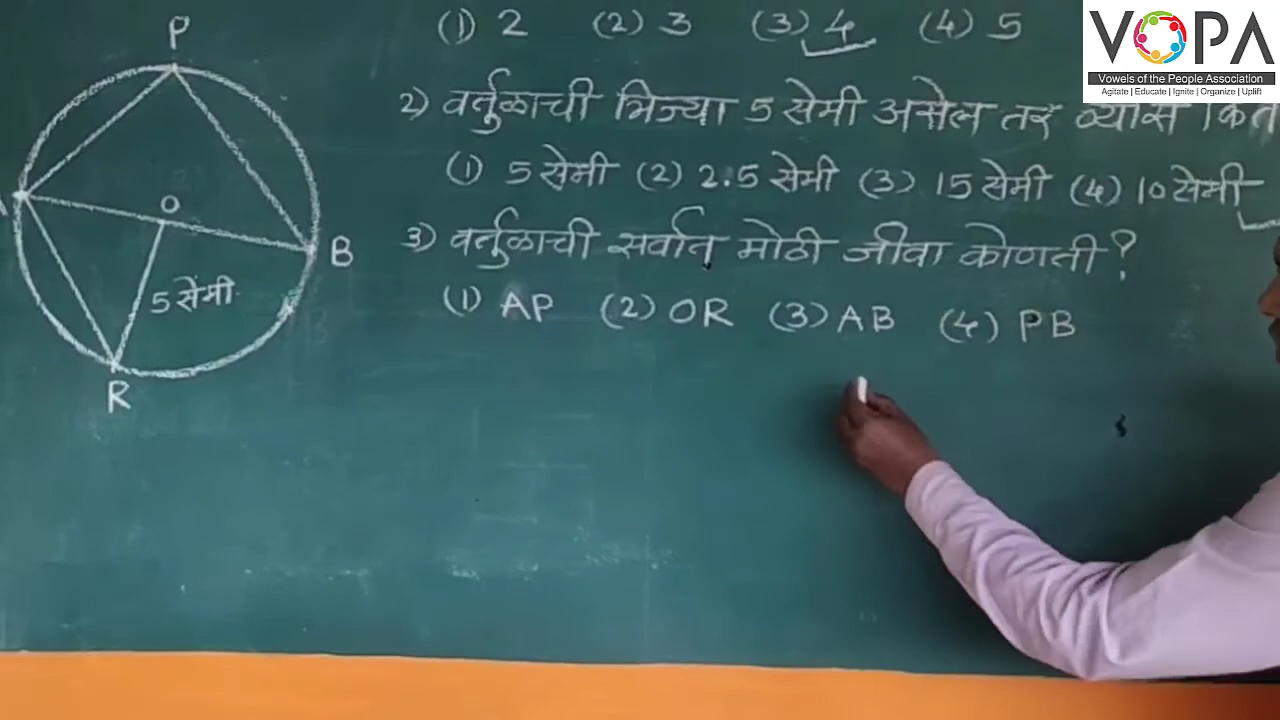 P
(1) 2 (2) 3 (3) 4 (4) 5
VOPA
Vowels of the People Association
Agitate | Educate | Ignite | Organize | Uplift
2) वर्तुळाची त्रिज्या 5 सेमी असेल तर व्यास
(1) 5 सेमी (2) 2.5 सेमी (3) 15 सेमी (4) 10 सेमी
O
B
3) वर्तुळाची सर्वात मोठी जीवा कोणती?
5 सेमी
(1) AP (2) OR (3) AB (4) PB
R